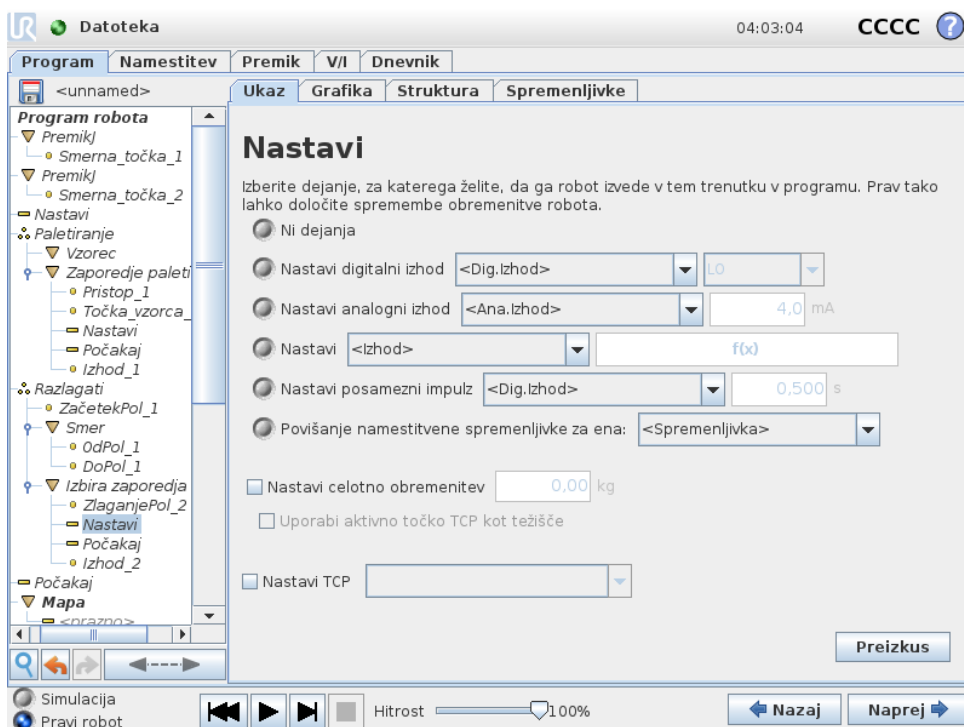 UR Datoteka 04:03:04 CCCC ?
Program Namestitev Premik V/I Dnevnik
<unnamed>
Ukaz Grafika Struktura Spremenljivke
Program robota
PremikJ
Smerna_točka_1
PremikJ
Smerna_točka_2
Nastavi
Paletiranje
Vzorec
Zaporedje paleti
Pristop_1
Točka_vzorca_
Nastavi
Počakaj
Izhod_1
Razlagati
ZačetekPol_1
Smer
OdPol_1
DoPol_1
Izbira zaporedja
ZlaganjePol_2
Nastavi
Počakaj
Izhod_2
Počakaj
Mapa
<prazno>
Nastavi
Izberite dejanje, za katerega želite, da ga robot izvede v tem trenutku v programu. Prav tako
lahko določite spremembe obremenitve robota.
Ni dejanja
Nastavi digitalni izhod <Dig.Izhod> LO
Nastavi analogni izhod <Ana.Izhod> 4,0 mA
Nastavi <Izhod> f(x)
Nastavi posamezni impulz <Dig.Izhod> 0,500 s
Povišanje namestitvene spremenljivke za ena: <Spremenljivka>
Nastavi celotno obremenitev 0,00 kg
Uporabi aktivno točko TCP kot težišče
Nastavi TCP
Preizkus
Simulacija
Pravi robot
Hitrost 100%
Nazaj Naprej